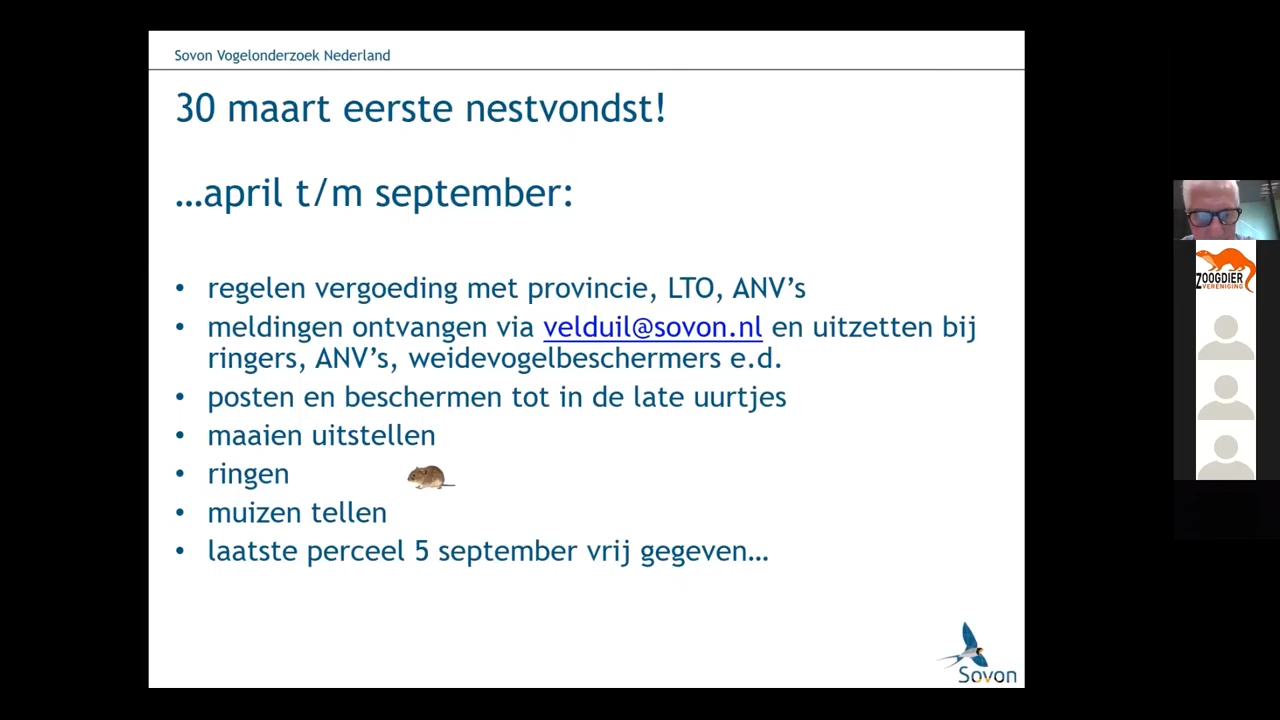 Sovon Vogelonderzoek Nederland
30 maart eerste nestvondst!
…april t/m september:
• regelen vergoeding met provincie, LTO, ANV’s
• meldingen ontvangen via velduil@sovon.nl en uitzetten bij
ringers, ANV’s, weidevogelbeschermers e.d.
• posten en beschermen tot in de late uurtjes
• maaien uitstellen
• ringen
• muizen tellen
• laatste perceel 5 september vrij gegeven…
Sovon
ZOOGDIER
VERENIGING